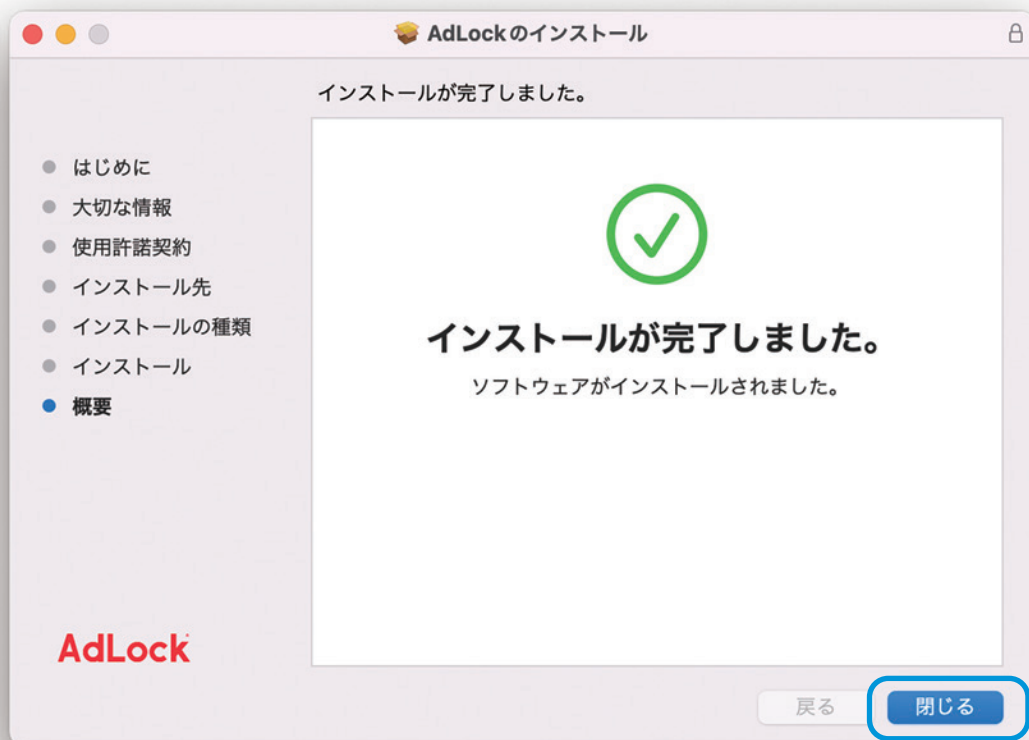 AdLockのインストール
インストールが完了しました。
はじめに
大切な情報
使用許諾契約
インストール先
インストールの種類
インストール
概要
インストールが完了しました。
ソフトウェアがインストールされました。
AdLock
戻る
閉じる